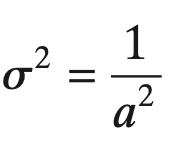 σ² = 1/a²